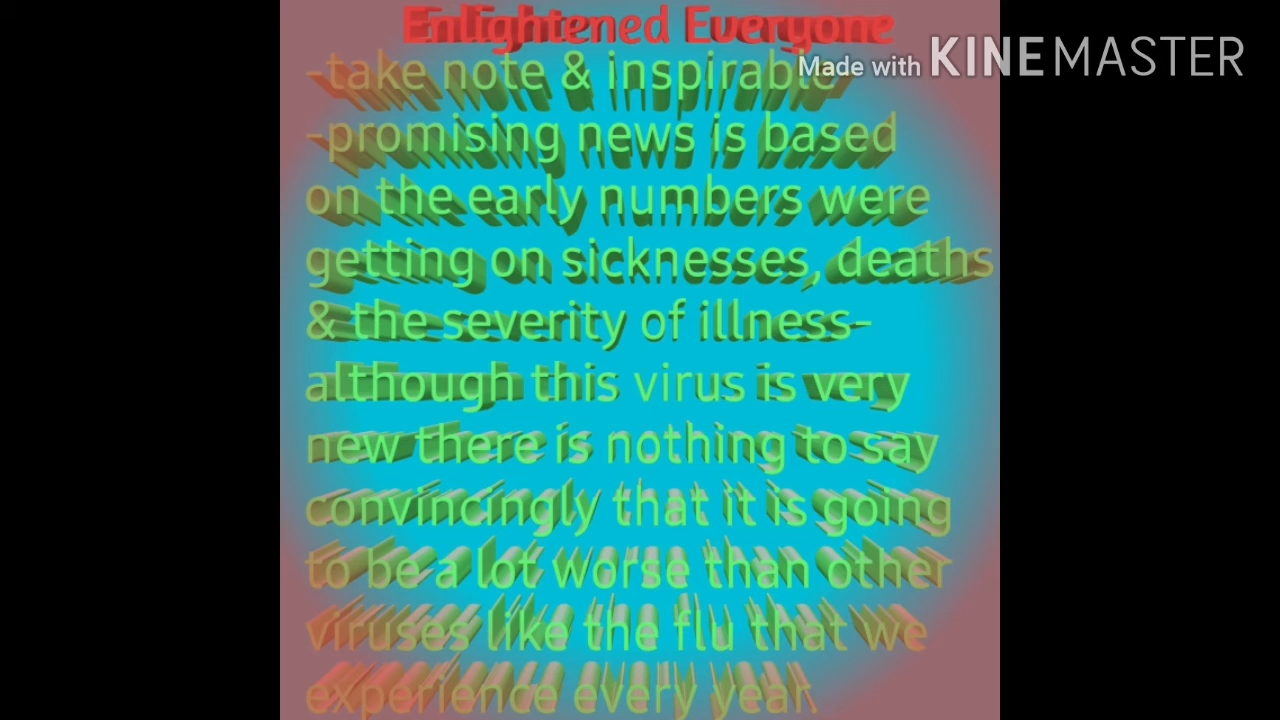 Enlightened Everyone
Made with KINEMASTER
-take note & inspirable
-promising news is based
on the early numbers were
getting on sicknesses, deaths
& the severity of illness-
although this virus is very
new there is nothing to say
convincingly that it is going
to be a lot worse than other
viruses like the flu that we
experience every year.